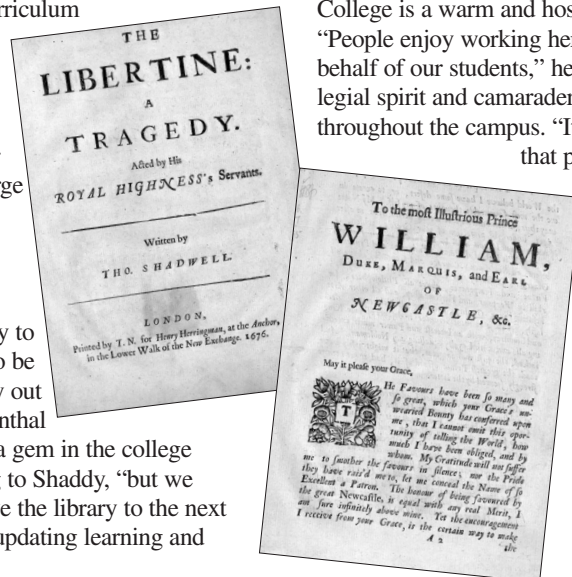 rriculum
rge
y to
o be
y out
nthal
a gem in the college
g to Shaddy, “but we
e the library to the next
updating learning and
College is a warm and hos
“People enjoy working her
behalf of our students,” he
legial spirit and camarader
throughout the campus. “I
that p
THE
LIBERTINE:
A
TRAGEDY.
Acted by His
ROYAL HIGHNESS's Servants.
Written by
THO. SHADWELL.
LONDON,
Printed by T. N. for Henry Herringman, at the Anchor,
in the Lower Walk of the New Exchange. 1676.
To the moſt Illuſtrious Prince
WILLIAM,
DUKE, MARQUIS, and EARL
OF
NEWCASTLE, &c.
May it pleaſe your Grace,
THe Favours have been ſo many and
ſo great, which your Grace's un-
wearied Bounty has conferred upon
me, that I cannot omit this oppor-
tunity of telling the World, how
much I have been obliged, and by
whom. My Gratitude will not ſuffer
me to ſmother the favours in ſilence, nor the Pride
they have rais'd me to, let me conceal the Name of ſo
Excellent a Patron. The honour of being favoured by
the great Newcaſtle, is equal with any real Merit, I
am ſure infinitely above mine. Yet the encouragement
I receive from your Grace, is the certain way to make
A 2
the